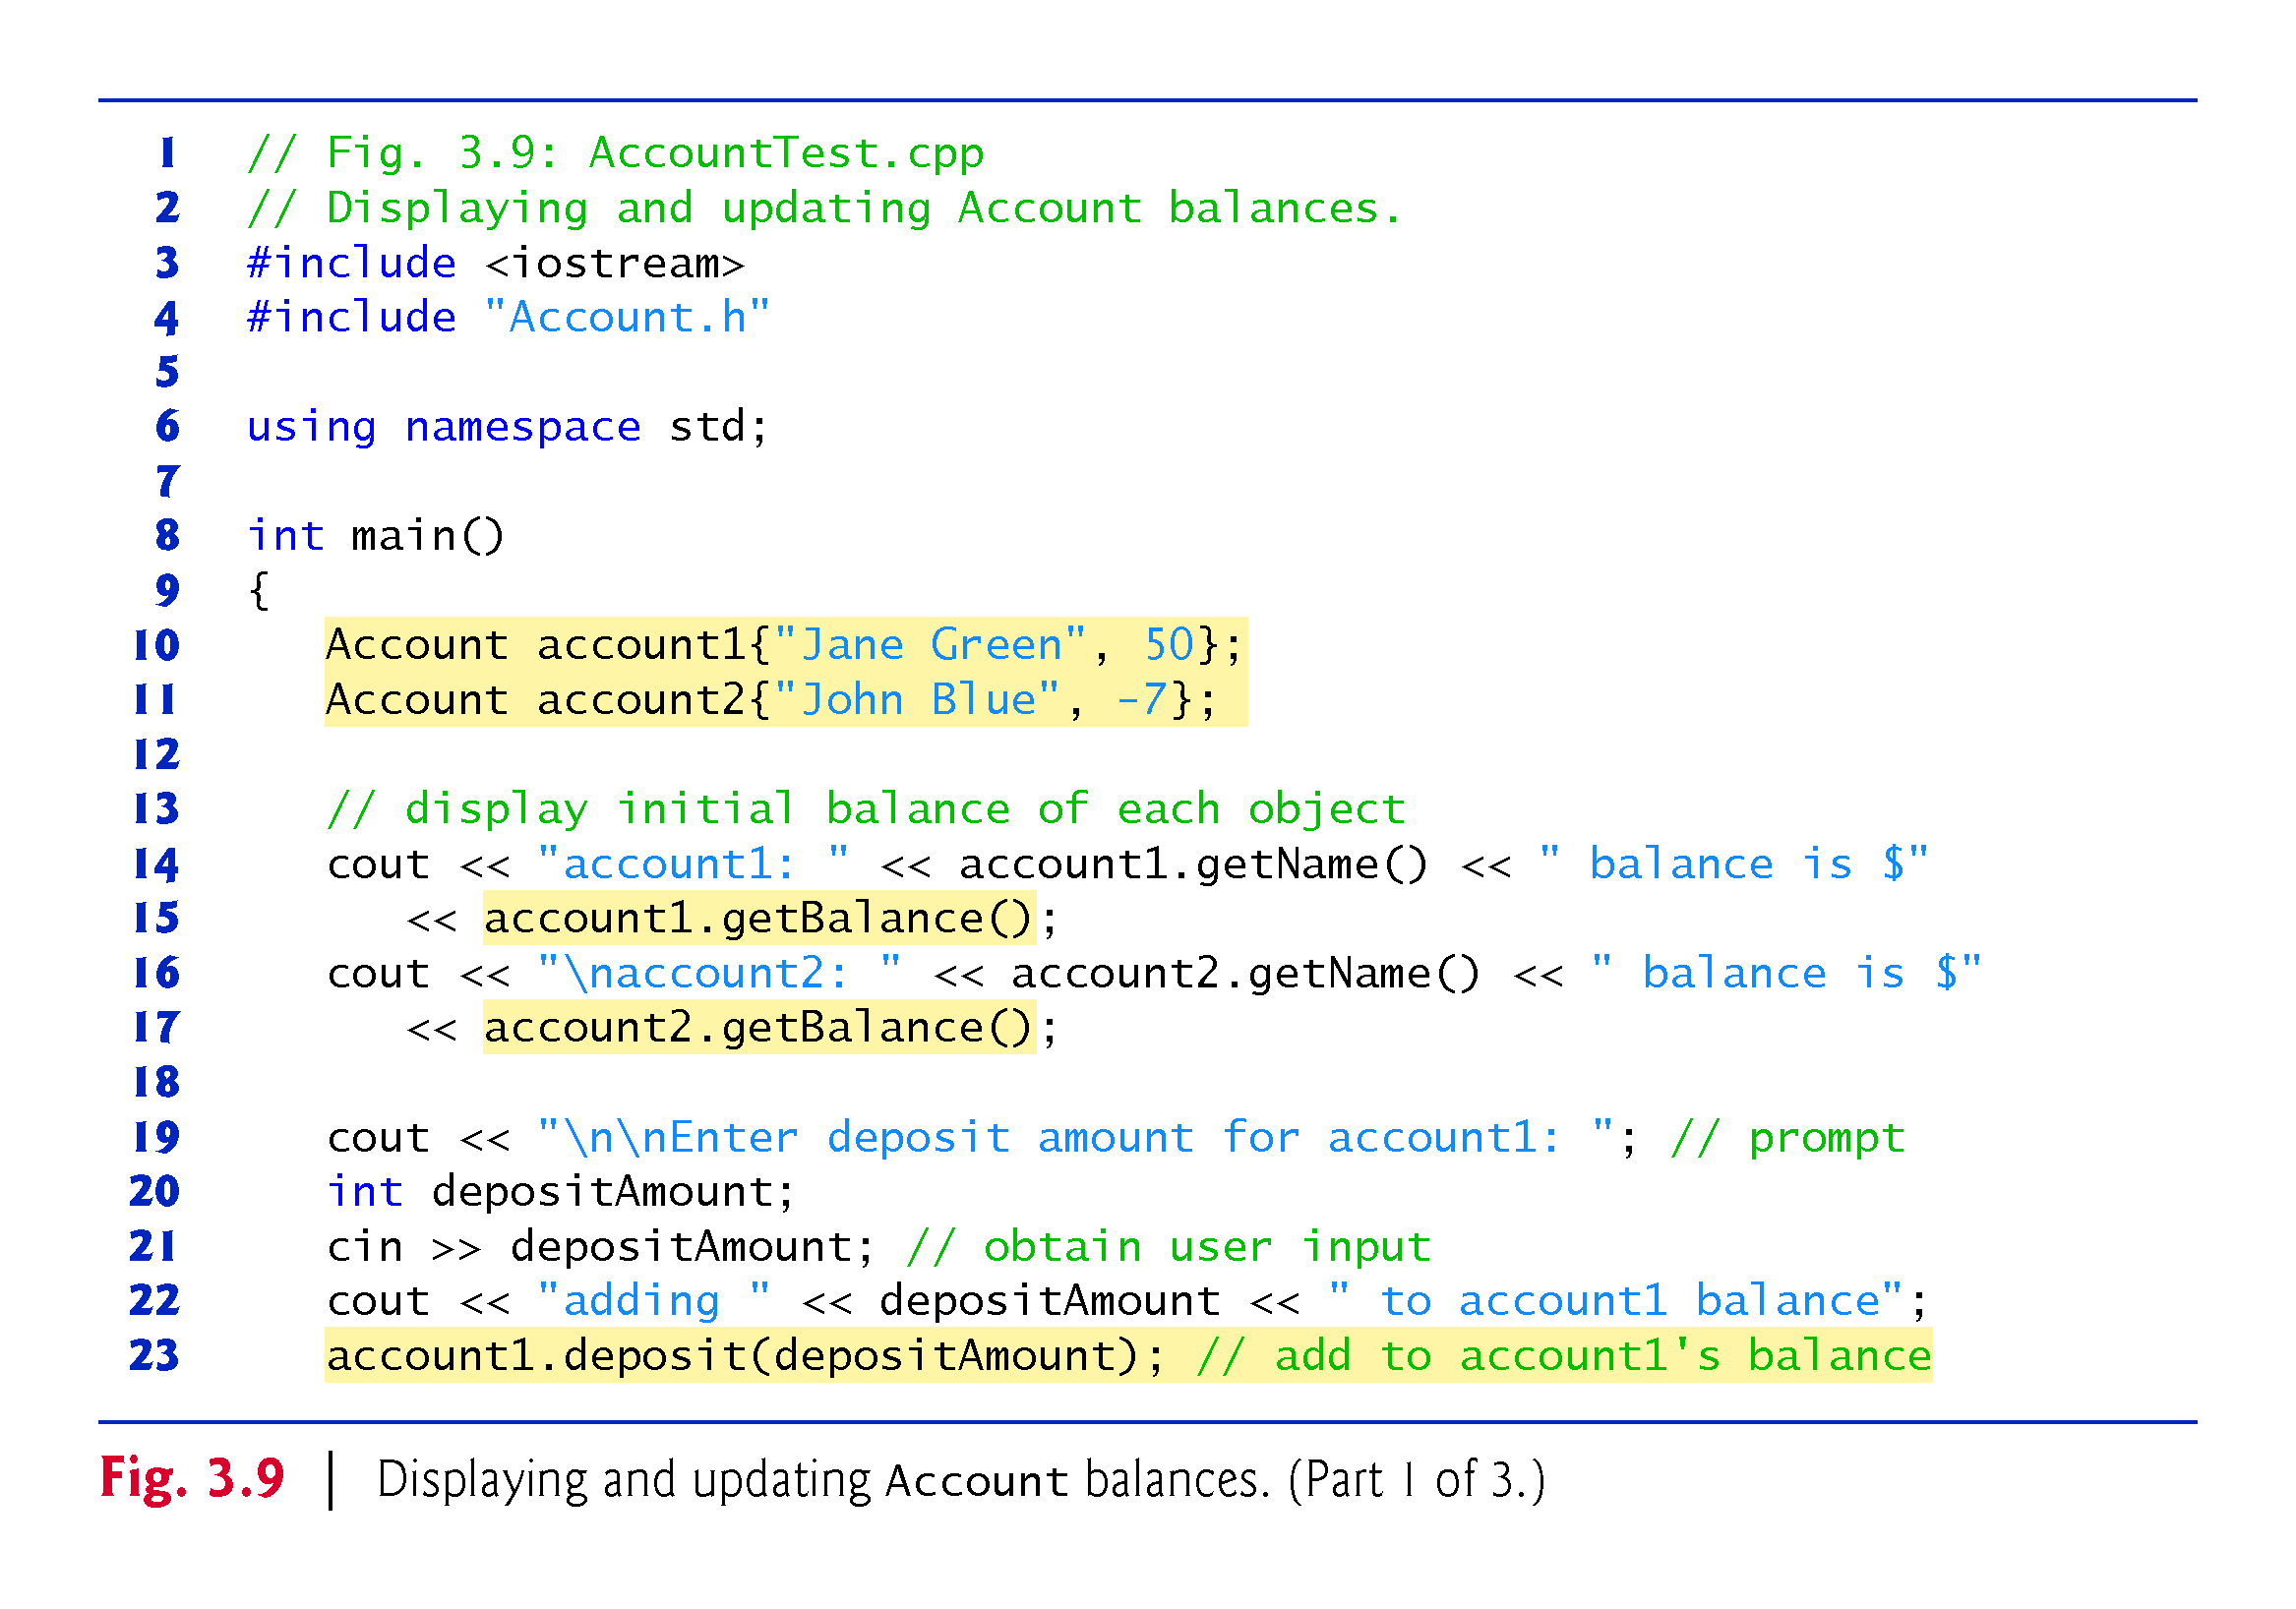 1 // Fig. 3.9: AccountTest.cpp
2 // Displaying and updating Account balances.
3 #include <iostream>
4 #include "Account.h"
5
6 using namespace std;
7
8 int main()
9 {
10    Account account1{"Jane Green", 50};
11    Account account2{"John Blue", -7};
12
13    // display initial balance of each object
14    cout << "account1: " << account1.getName() << " balance is $"
15       << account1.getBalance();
16    cout << "\naccount2: " << account2.getName() << " balance is $"
17       << account2.getBalance();
18
19    cout << "\n\nEnter deposit amount for account1: "; // prompt
20    int depositAmount;
21    cin >> depositAmount; // obtain user input
22    cout << "adding " << depositAmount << " to account1 balance";
23    account1.deposit(depositAmount); // add to account1's balance
Fig. 3.9 | Displaying and updating Account balances. (Part 1 of 3.)